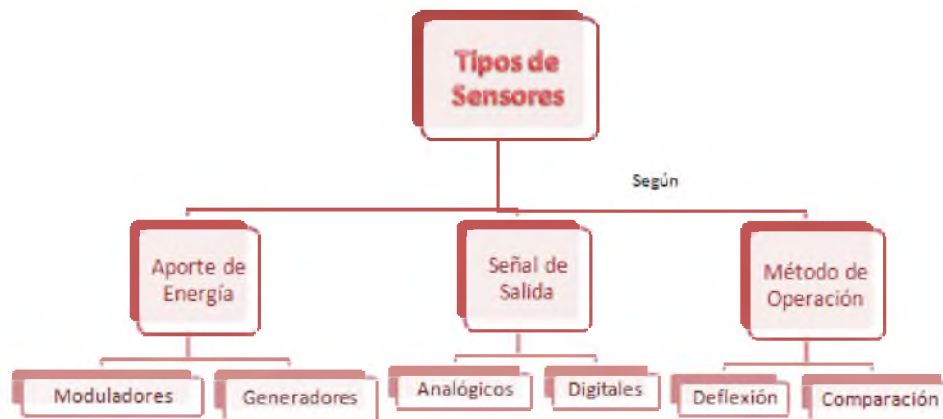 Tipos de
Sensores
Según
Aporte de
Energía
Señal de
Salida
Método de
Operación
Moduladores
Generadores
Analógicos
Digitales
Deflexión
Comparación